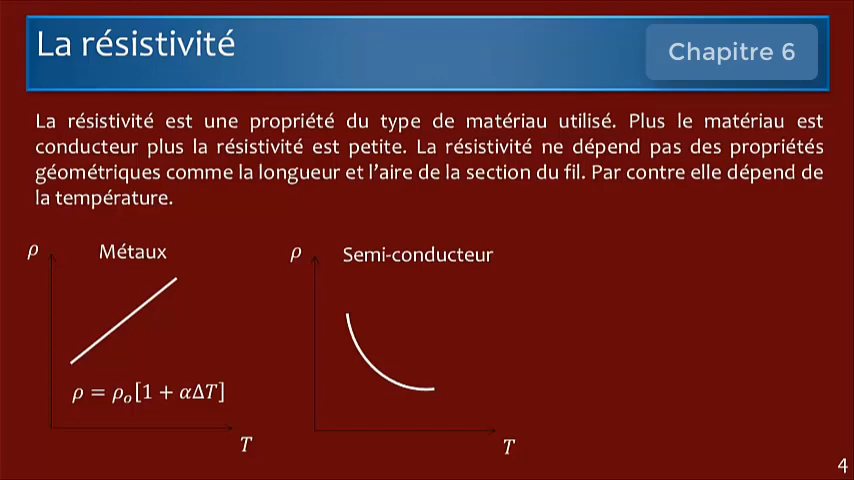 La résistivité
Chapitre 6
La résistivité est une propriété du type de matériau utilisé. Plus le matériau est
conducteur plus la résistivité est petite. La résistivité ne dépend pas des propriétés
géométriques comme la longueur et l'aire de la section du fil. Par contre elle dépend de
la température.
ρ
Métaux
ρ = ρₒ[1 + αΔT]
T
ρ
Semi-conducteur
T
4